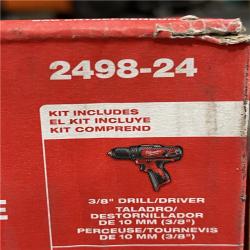 2498-24
KIT INCLUDES
EL KIT INCLUYE
KIT COMPREND
3/8" DRILL/DRIVER
TALADRO/
DESTORNILLADOR
DE 10 MM (3/8")
PERCEUSE/TOURNEVIS
DE 10 MM (3/8")
E